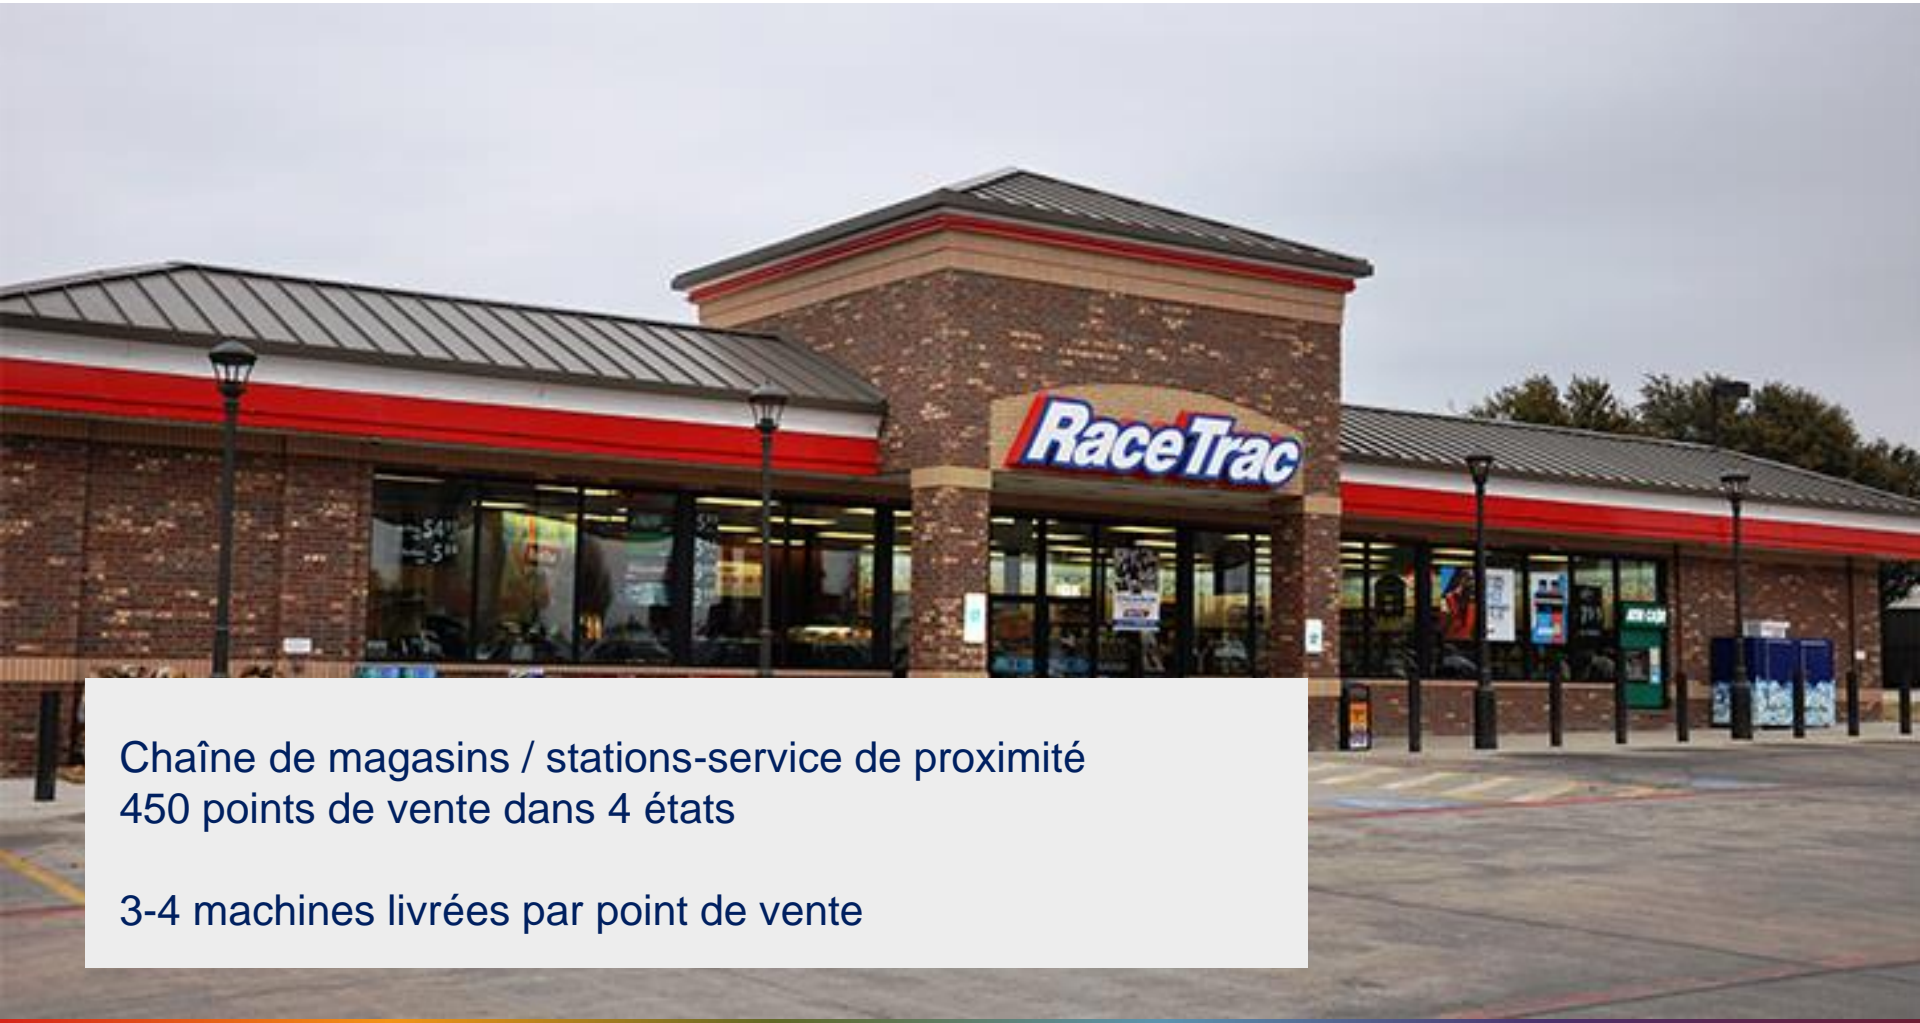 RaceTrac
Chaîne de magasins / stations-service de proximité
450 points de vente dans 4 états
3-4 machines livrées par point de vente